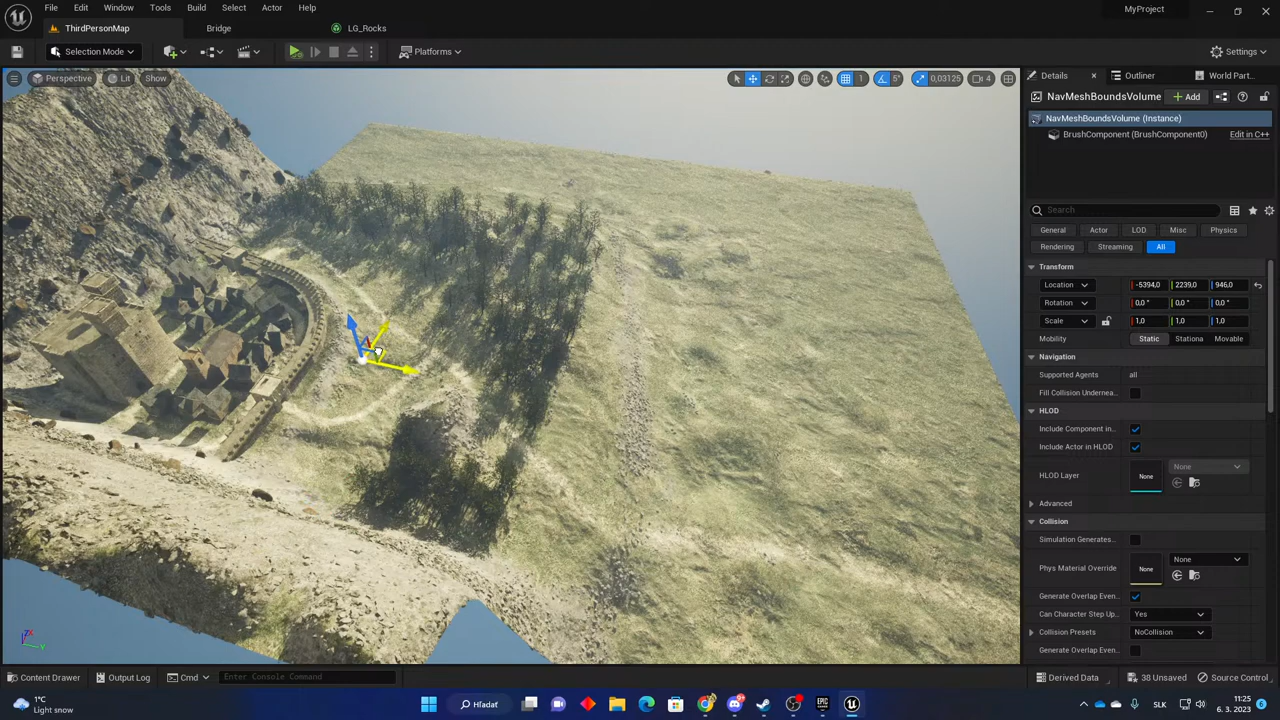 File Edit Window Tools Build Select Actor Help
MyProject
ThirdPersonMap Bridge LG_Rocks
Selection Mode Platforms Settings
Perspective Lit Show
1 5° 0,03125 4
Details Outliner World Part...
NavMeshBoundsVolume Add
NavMeshBoundsVolume (Instance)
BrushComponent (BrushComponent0) Edit in C++
Search
General Actor LOD Misc Physics
Rendering Streaming All
Transform
Location -5394,0 2239,0 946,0
Rotation 0,0 ° 0,0 ° 0,0 °
Scale 1,0 1,0 1,0
Mobility Static Stationa Movable
Navigation
Supported Agents all
Fill Collision Undernea...
HLOD
Include Component in...
Include Actor in HLOD
HLOD Layer None None
Advanced
Collision
Simulation Generates...
Phys Material Override None None
Generate Overlap Even...
Can Character Step Up... Yes
Collision Presets NoCollision
Generate Overlap Even...
Content Drawer Output Log Cmd Enter Console Command Derived Data 38 Unsaved Source Control
1°C
Light snow
Hľadať
SLK
11:25
6. 3. 2023